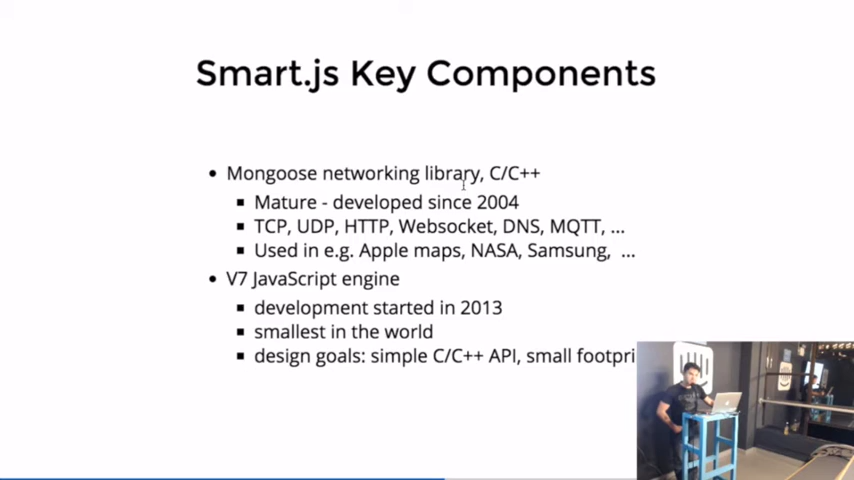 Smart.js Key Components
• Mongoose networking library, C/C++
▪ Mature - developed since 2004
▪ TCP, UDP, HTTP, Websocket, DNS, MQTT, ...
▪ Used in e.g. Apple maps, NASA, Samsung, ...
• V7 JavaScript engine
▪ development started in 2013
▪ smallest in the world
▪ design goals: simple C/C++ API, small footpri